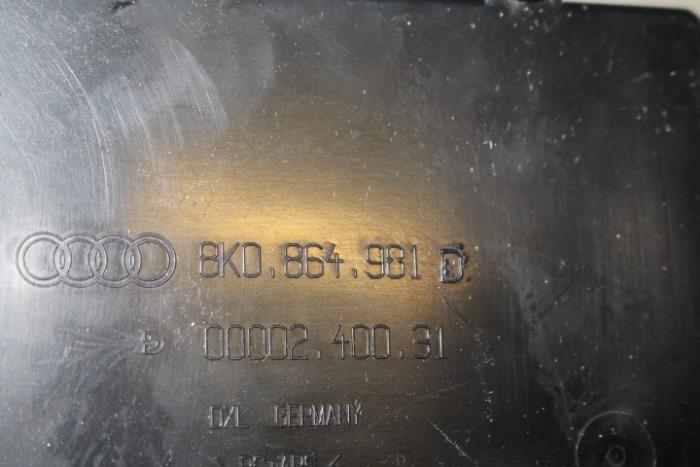 8K0.864.981 D
D 00002.400.31
D/L GERMANY